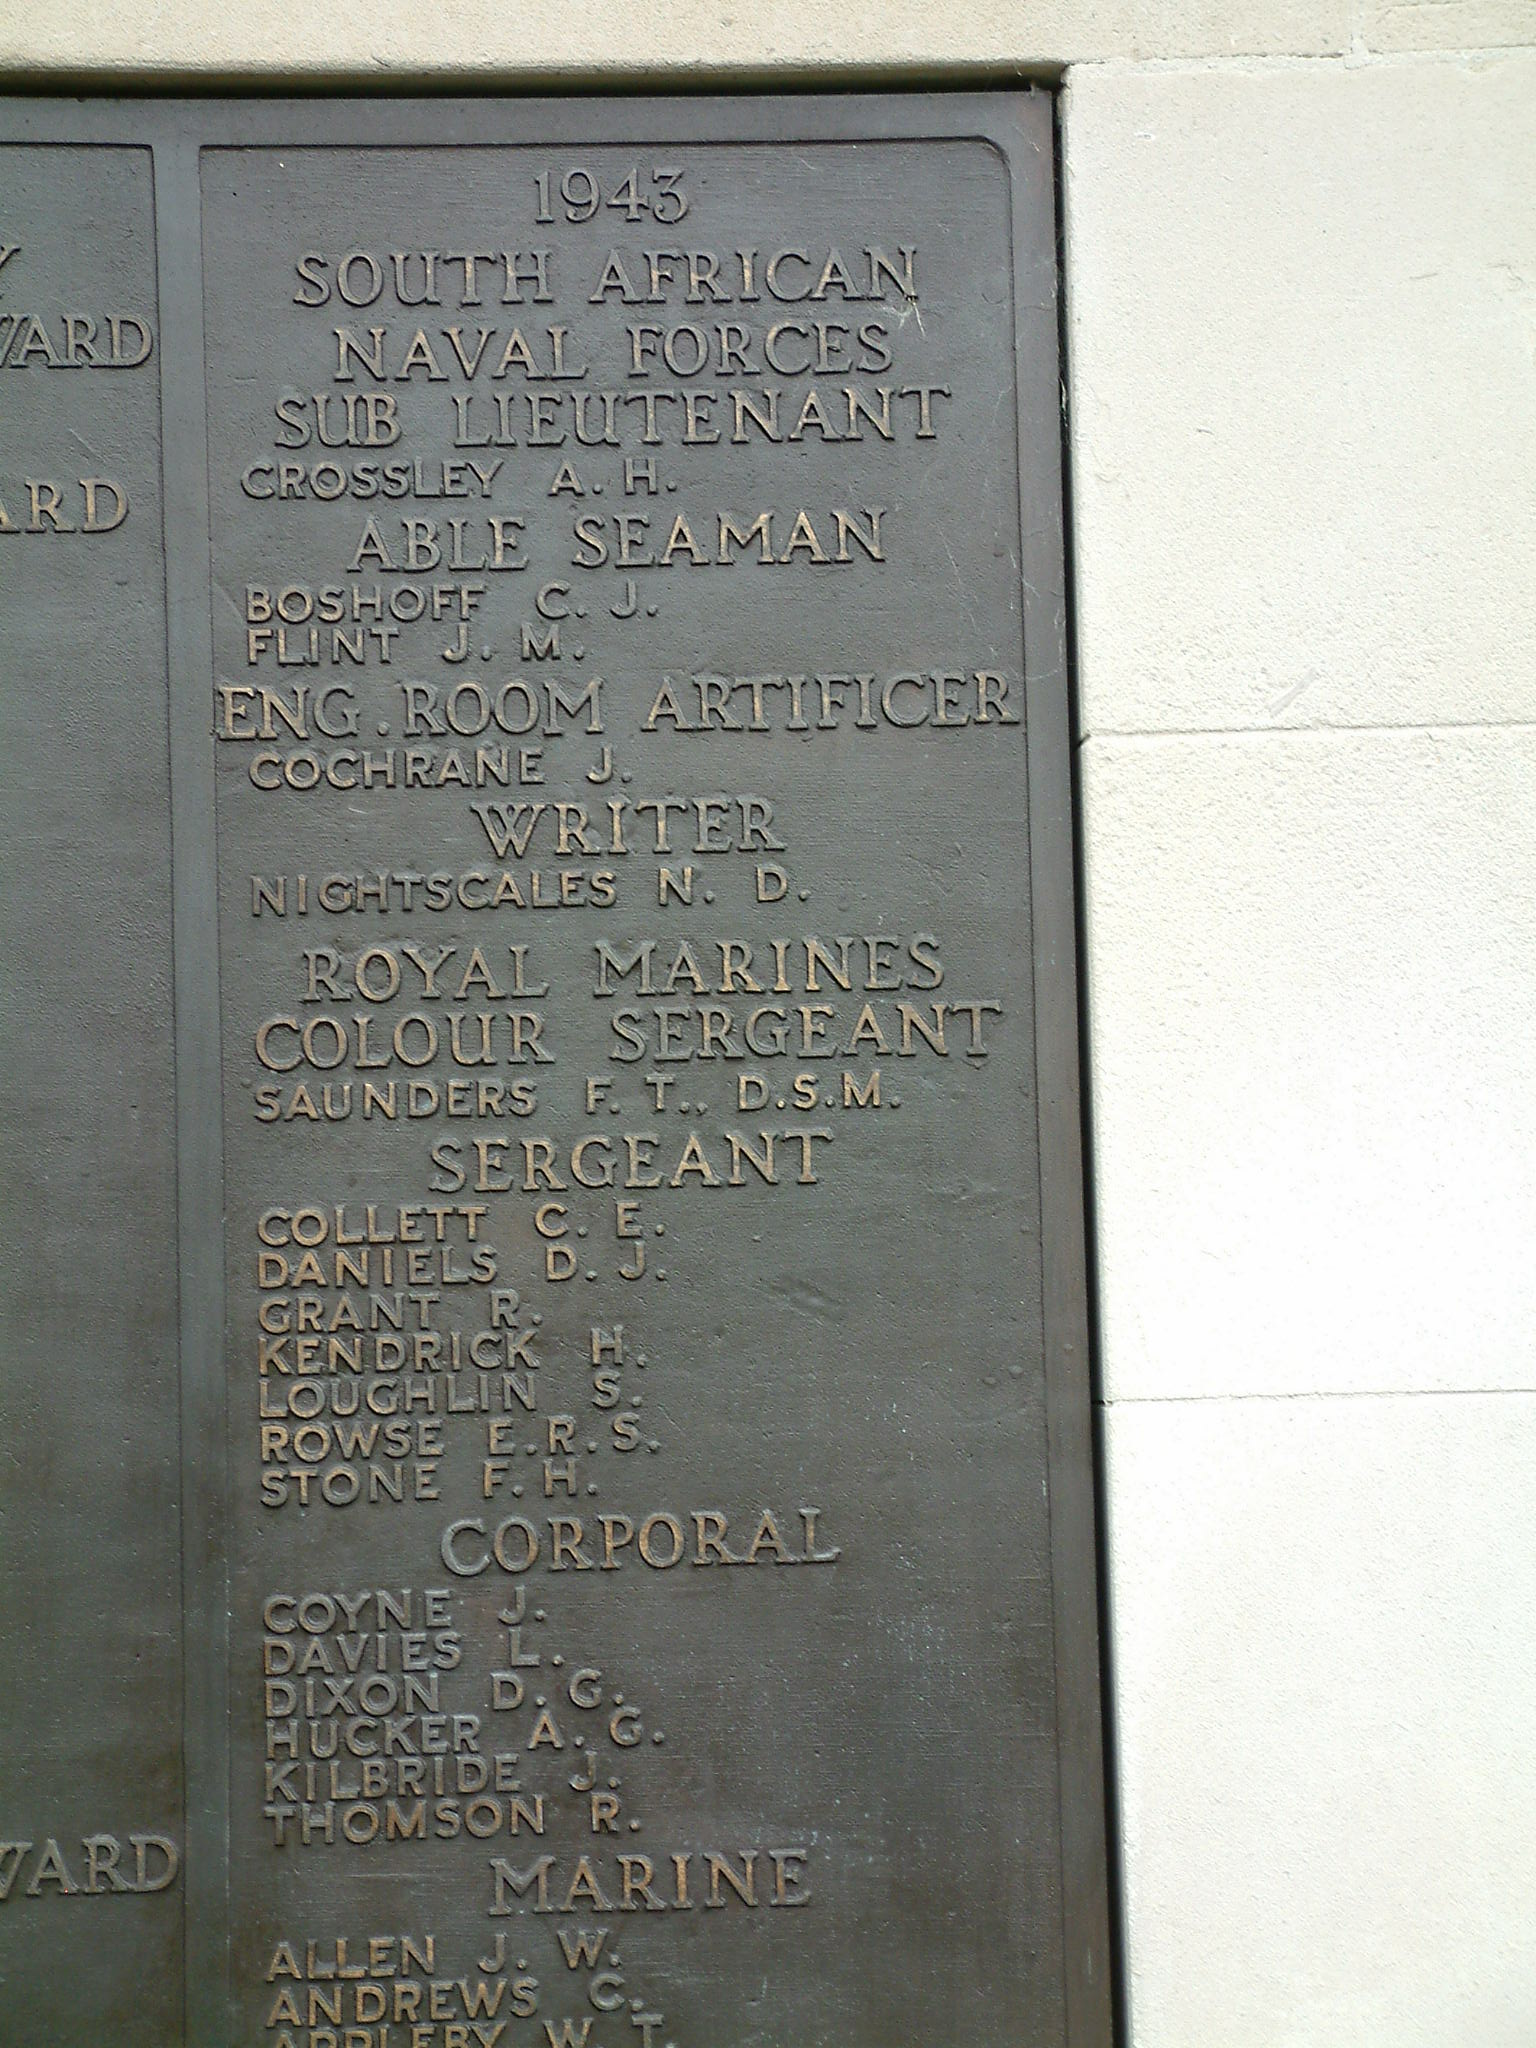 1943
SOUTH AFRICAN
NAVAL FORCES
SUB LIEUTENANT
CROSSLEY A. H.
ABLE SEAMAN
BOSHOFF C. J.
FLINT J. M.
ENG. ROOM ARTIFICER
COCHRANE J.
WRITER
NIGHTSCALES N. D.
ROYAL MARINES
COLOUR SERGEANT
SAUNDERS F. T., D.S.M.
SERGEANT
COLLETT C. E.
DANIELS D. J.
GRANT R.
KENDRICK H.
LOUGHLIN S.
ROWSE E.R.S.
STONE F. H.
CORPORAL
COYNE J.
DAVIES L.
DIXON D. G.
HUCKER A. G.
KILBRIDE J.
THOMSON R.
MARINE
ALLEN J. W.
ANDREWS C.
APPLEBY W. T.